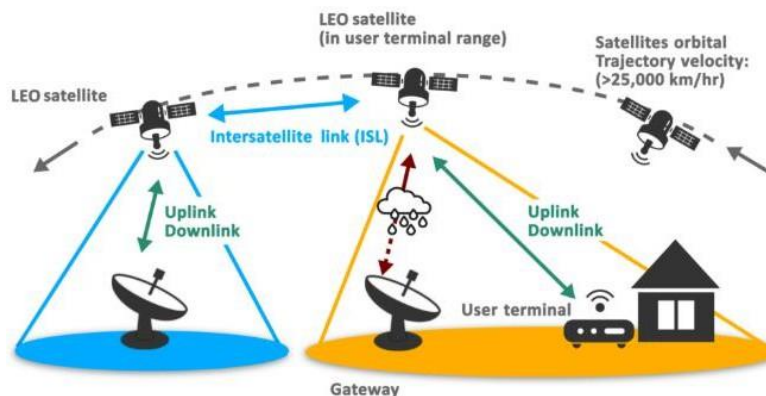 LEO satellite
(in user terminal range)
Satellites orbital
Trajectory velocity:
(>25,000 km/hr)
LEO satellite
Intersatellite link (ISL)
Uplink
Downlink
Uplink
Downlink
User terminal
Gateway